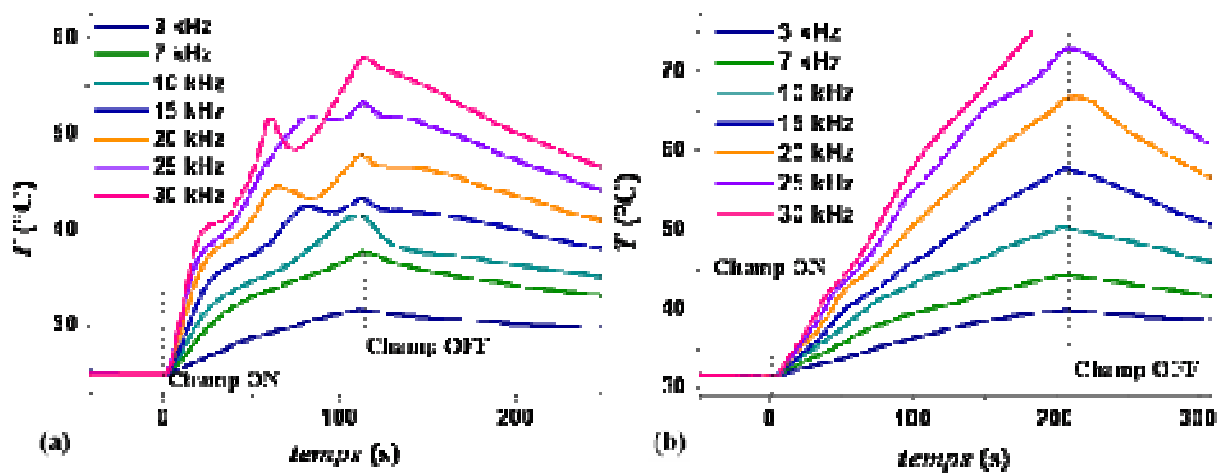 3 kHz
7 kHz
10 kHz
15 kHz
20 kHz
25 kHz
30 kHz
60
50
40
30
T (°C)
Champ ON
Champ OFF
0
100
200
temps (s)
(a)
3 kHz
7 kHz
10 kHz
15 kHz
20 kHz
25 kHz
30 kHz
70
60
50
40
30
T (°C)
Champ ON
Champ OFF
0
100
200
300
temps (s)
(b)